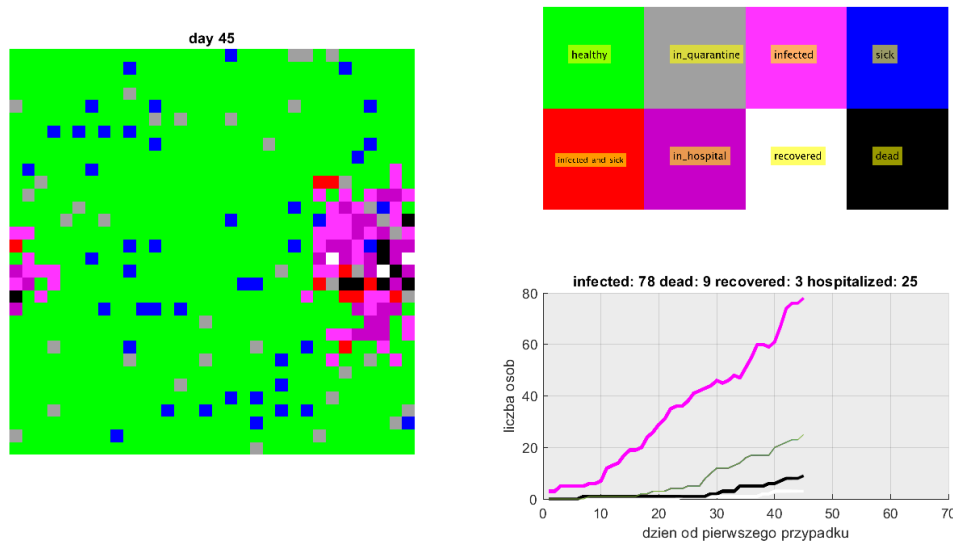 day 45
healthy
in_quarantine
infected
sick
infected and sick
in_hospital
recovered
dead
infected: 78 dead: 9 recovered: 3 hospitalized: 25
80
60
40
20
0
liczba osob
0 10 20 30 40 50 60 70
dzien od pierwszego przypadku